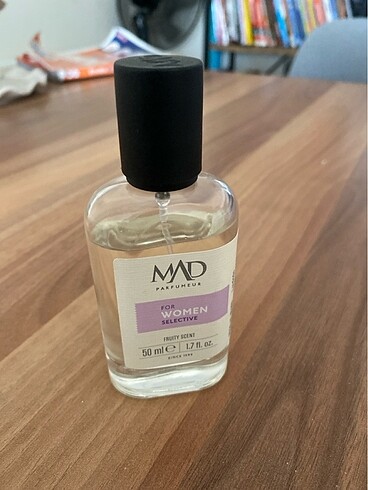 MAD
PARFUMEUR
FOR
WOMEN
SELECTIVE
FRUITY SCENT
50 ml ℮ 1.7 fl. oz.